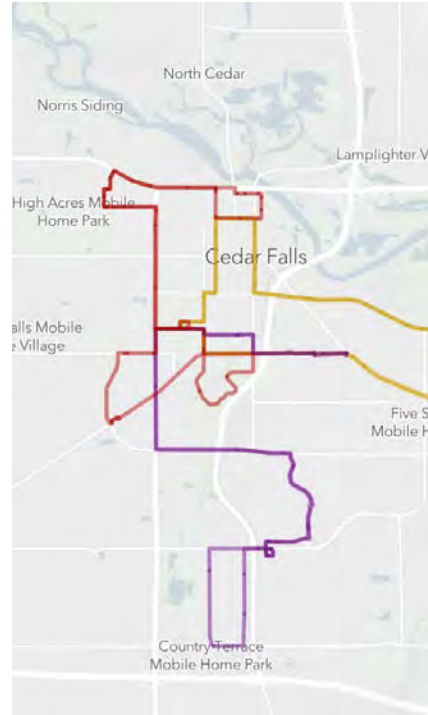 North Cedar
Norris Siding
Lamplighter V
High Acres Mobile
Home Park
Cedar Falls
alls Mobile
e Village
Five S
Mobile H
Country Terrace
Mobile Home Park